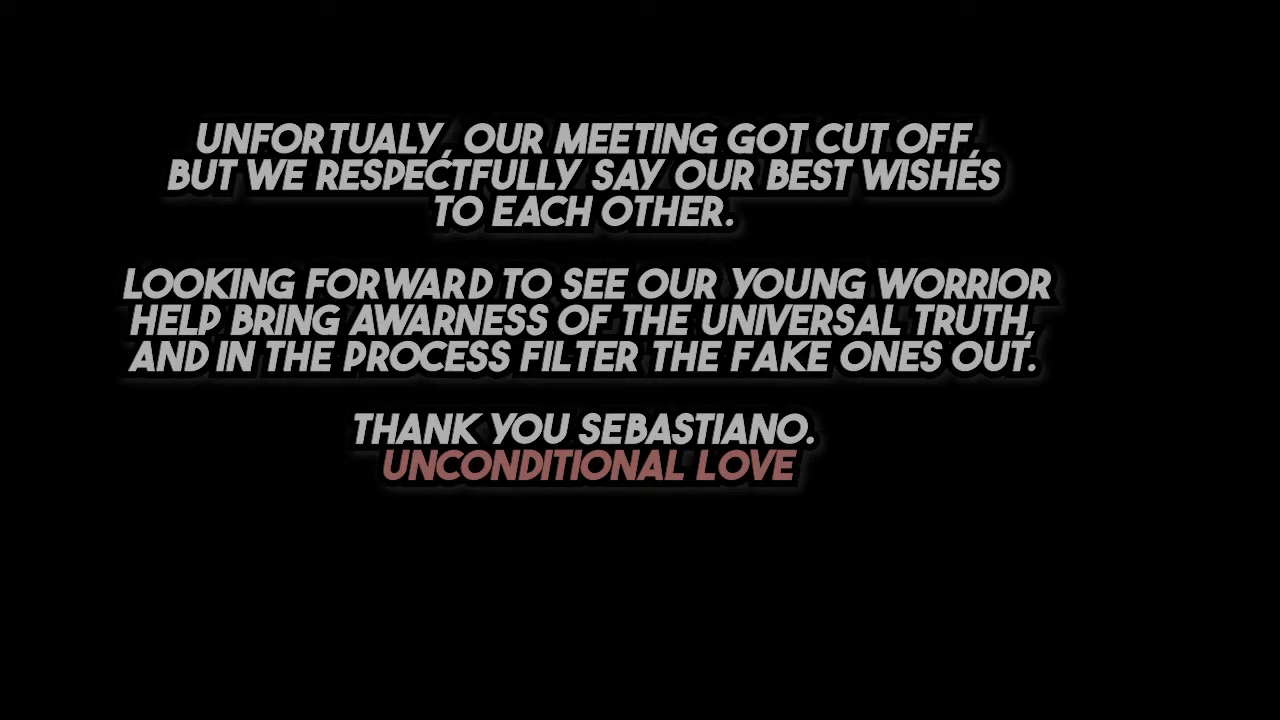 UNFORTUALY, OUR MEETING GOT CUT OFF,
BUT WE RESPECTFULLY SAY OUR BEST WISHES
TO EACH OTHER.
LOOKING FORWARD TO SEE OUR YOUNG WORRIOR
HELP BRING AWARNESS OF THE UNIVERSAL TRUTH,
AND IN THE PROCESS FILTER THE FAKE ONES OUT.
THANK YOU SEBASTIANO.
UNCONDITIONAL LOVE